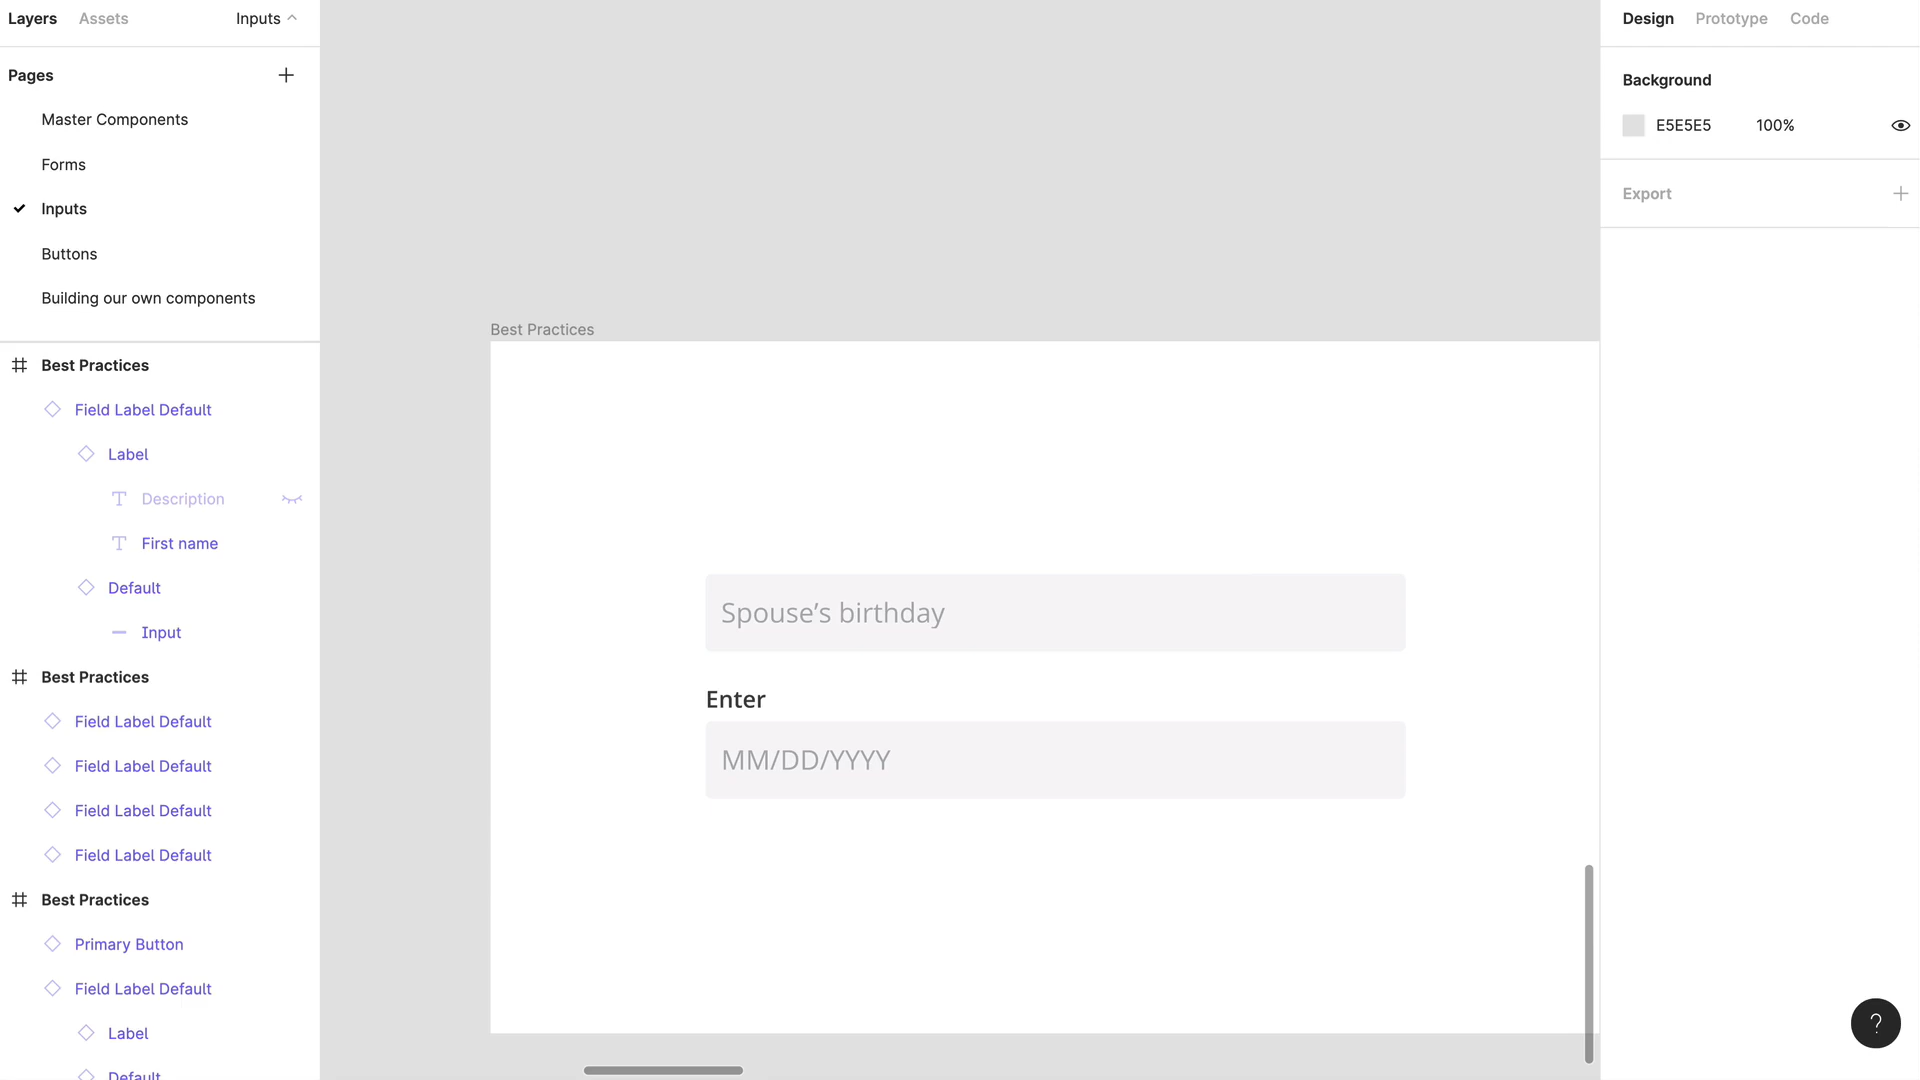 Layers Assets Inputs
Pages
Master Components
Forms
Inputs
Buttons
Building our own components
Best Practices
Field Label Default
Label
Description
First name
Default
Input
Best Practices
Field Label Default
Field Label Default
Field Label Default
Field Label Default
Best Practices
Primary Button
Field Label Default
Label
Default
Best Practices
Spouse’s birthday
Enter
MM/DD/YYYY
Design Prototype Code
Background
E5E5E5 100%
Export
?